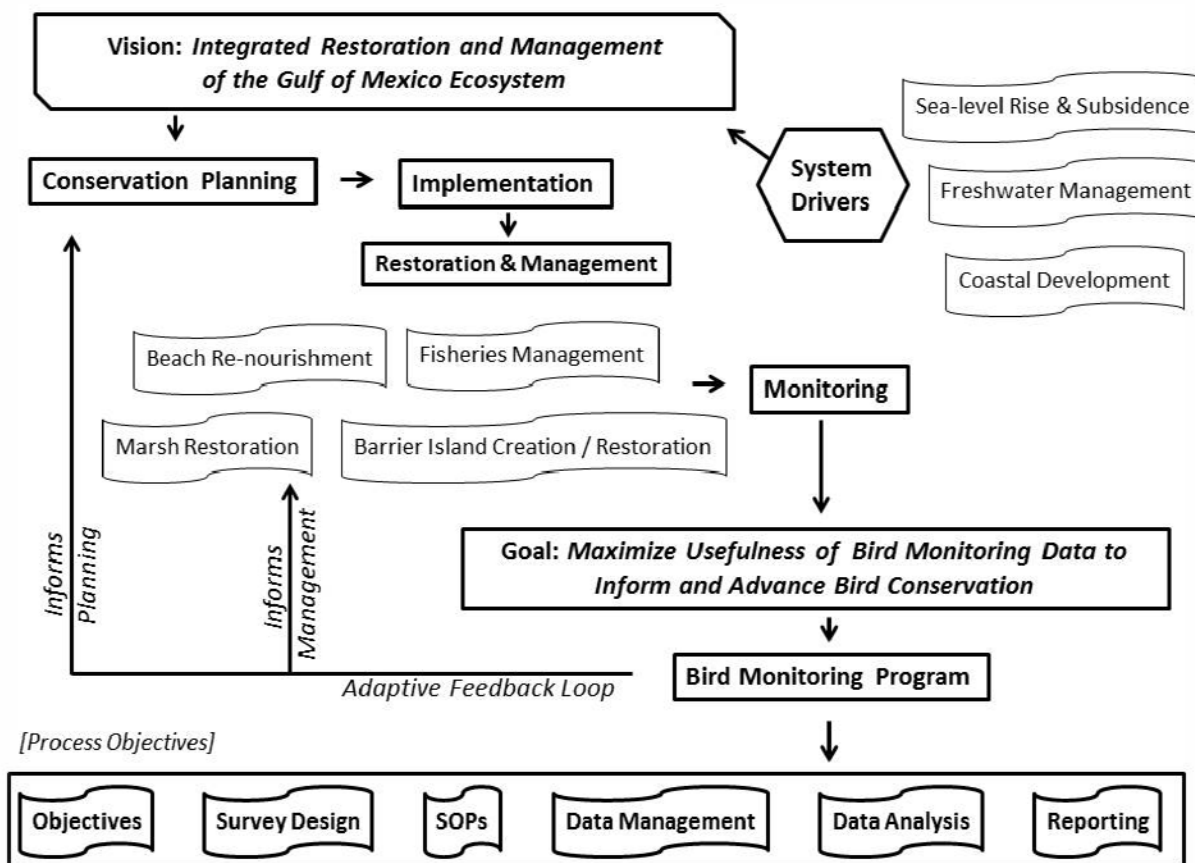 Vision: Integrated Restoration and Management
of the Gulf of Mexico Ecosystem
Sea-level Rise & Subsidence
System
Drivers
Conservation Planning
Implementation
Freshwater Management
Restoration & Management
Coastal Development
Beach Re-nourishment
Fisheries Management
Monitoring
Marsh Restoration
Barrier Island Creation / Restoration
Informs
Planning
Informs
Management
Goal: Maximize Usefulness of Bird Monitoring Data to
Inform and Advance Bird Conservation
Adaptive Feedback Loop
Bird Monitoring Program
[Process Objectives]
Objectives
Survey Design
SOPs
Data Management
Data Analysis
Reporting